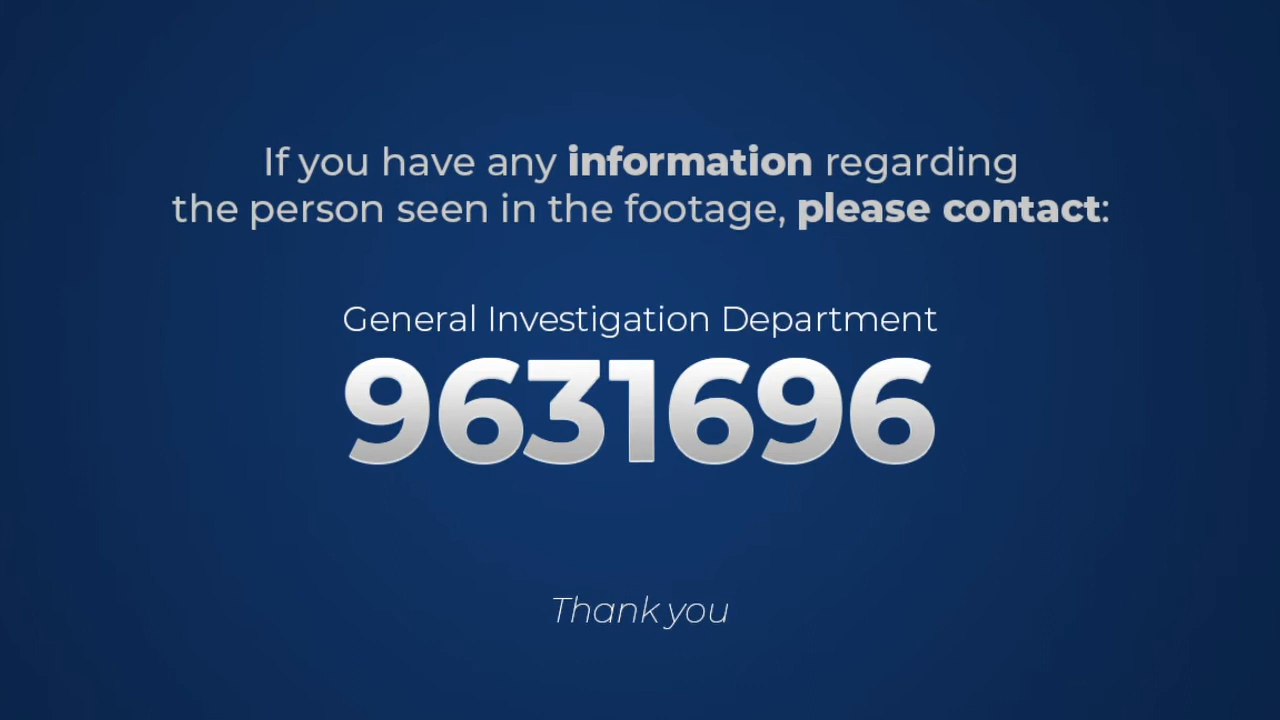 If you have any information regarding
the person seen in the footage, please contact:
General Investigation Department
9631696
Thank you